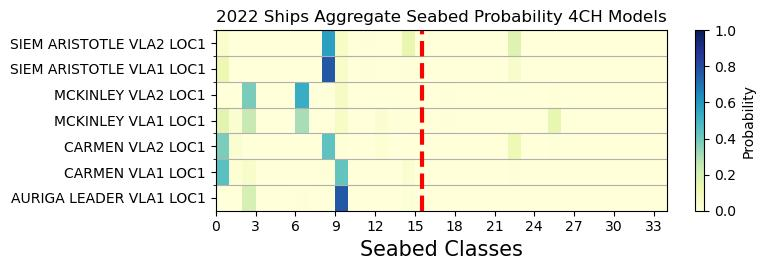 2022 Ships Aggregate Seabed Probability 4CH Models
SIEM ARISTOTLE VLA2 LOC1
SIEM ARISTOTLE VLA1 LOC1
MCKINLEY VLA2 LOC1
MCKINLEY VLA1 LOC1
CARMEN VLA2 LOC1
CARMEN VLA1 LOC1
AURIGA LEADER VLA1 LOC1
0 3 6 9 12 15 18 21 24 27 30 33
Seabed Classes
1.0
0.8
0.6
0.4
0.2
0.0
Probability